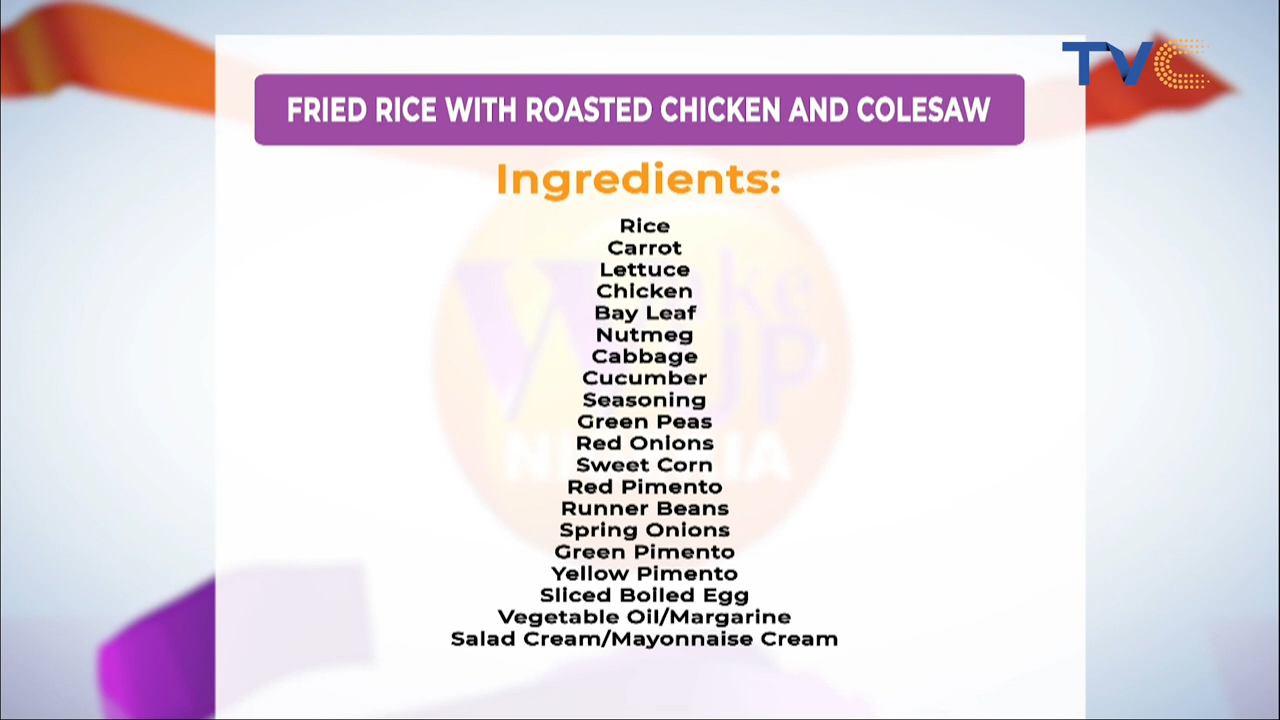 TVC
FRIED RICE WITH ROASTED CHICKEN AND COLESAW
Ingredients:
Rice
Carrot
Lettuce
Chicken
Bay Leaf
Nutmeg
Cabbage
Cucumber
Seasoning
Green Peas
Red Onions
Sweet Corn
Red Pimento
Runner Beans
Spring Onions
Green Pimento
Yellow Pimento
Sliced Boiled Egg
Vegetable Oil/Margarine
Salad Cream/Mayonnaise Cream